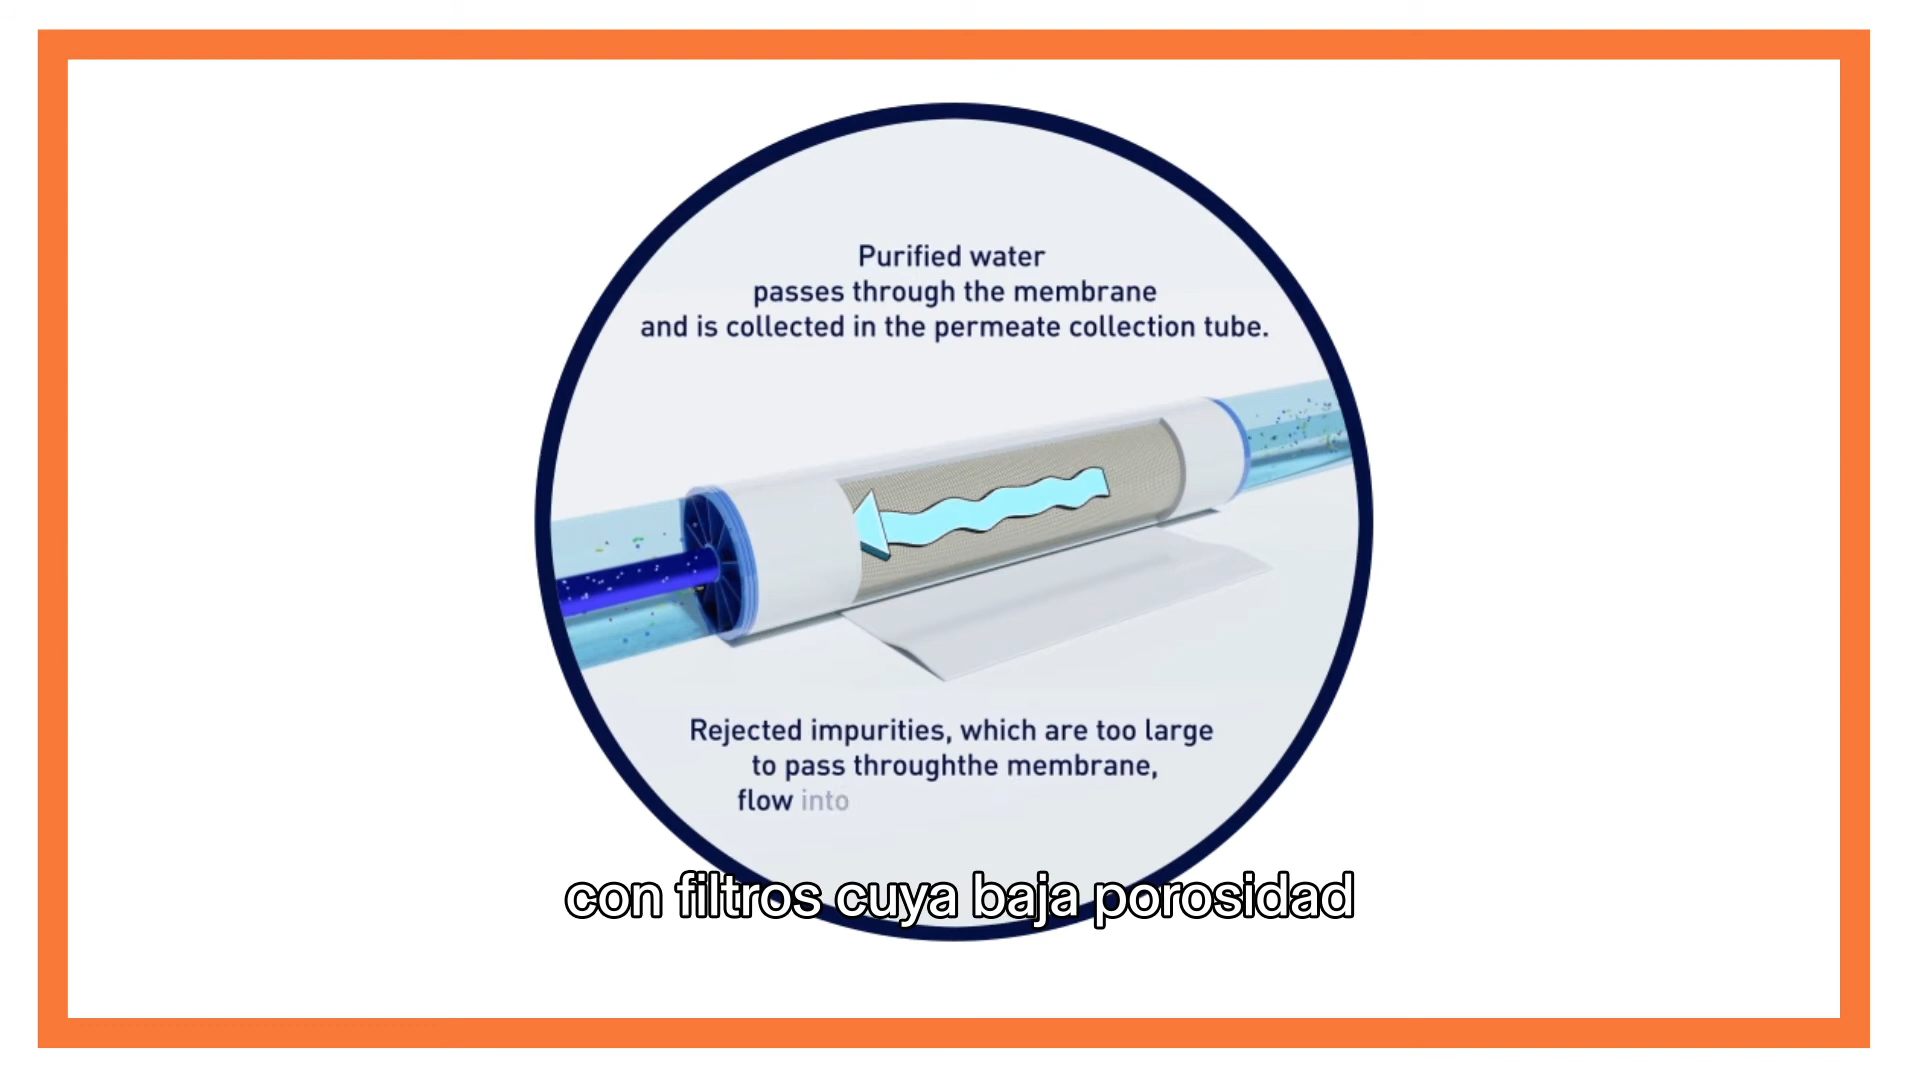 Purified water
passes through the membrane
and is collected in the permeate collection tube.
Rejected impurities, which are too large
to pass throughthe membrane,
flow into
con filtros cuya baja porosidad